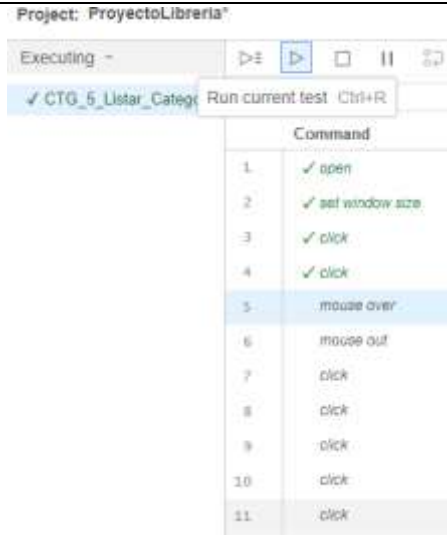 Project: ProyectoLibreria*
Executing
✓ CTG_5_Listar_Catego
Run current test Ctrl+R
Command
1 ✓ open
2 ✓ set window size
3 ✓ click
4 ✓ click
5 mouse over
6 mouse out
7 click
8 click
9 click
10 click
11 click